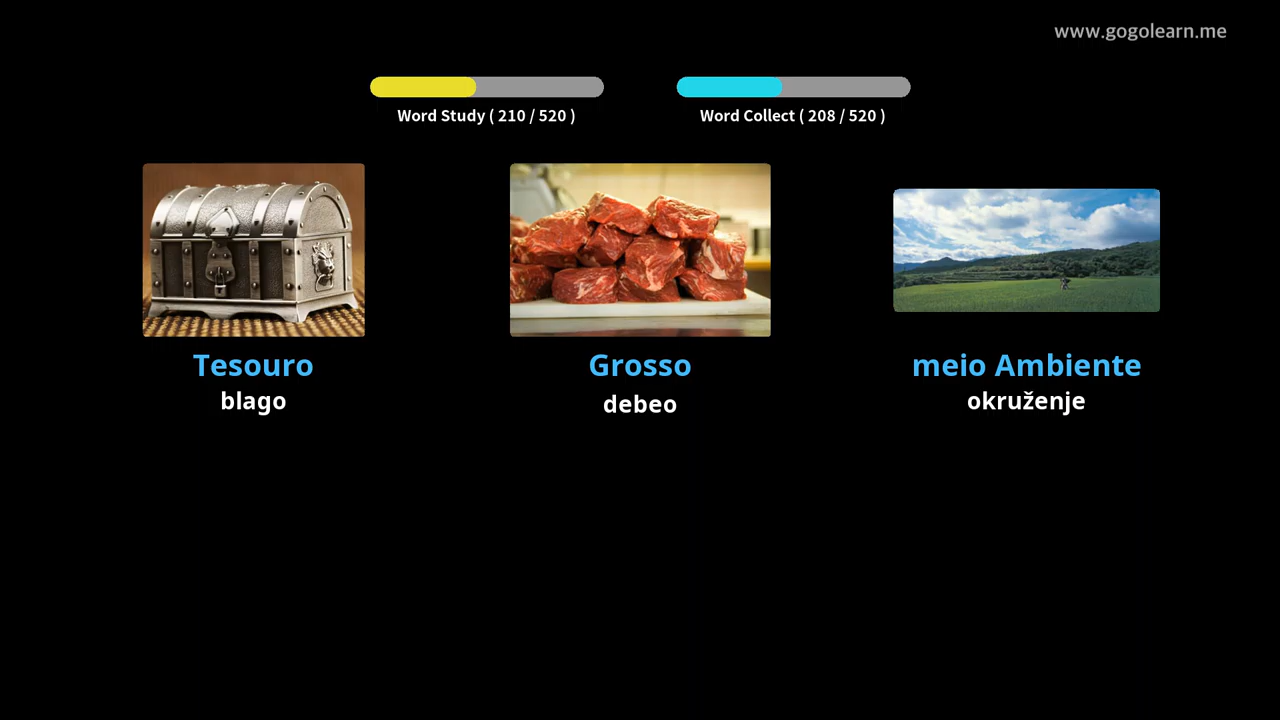 www.gogolearn.me
Word Study ( 210 / 520 )
Word Collect ( 208 / 520 )
Tesouro
blago
Grosso
debeo
meio Ambiente
okruženje